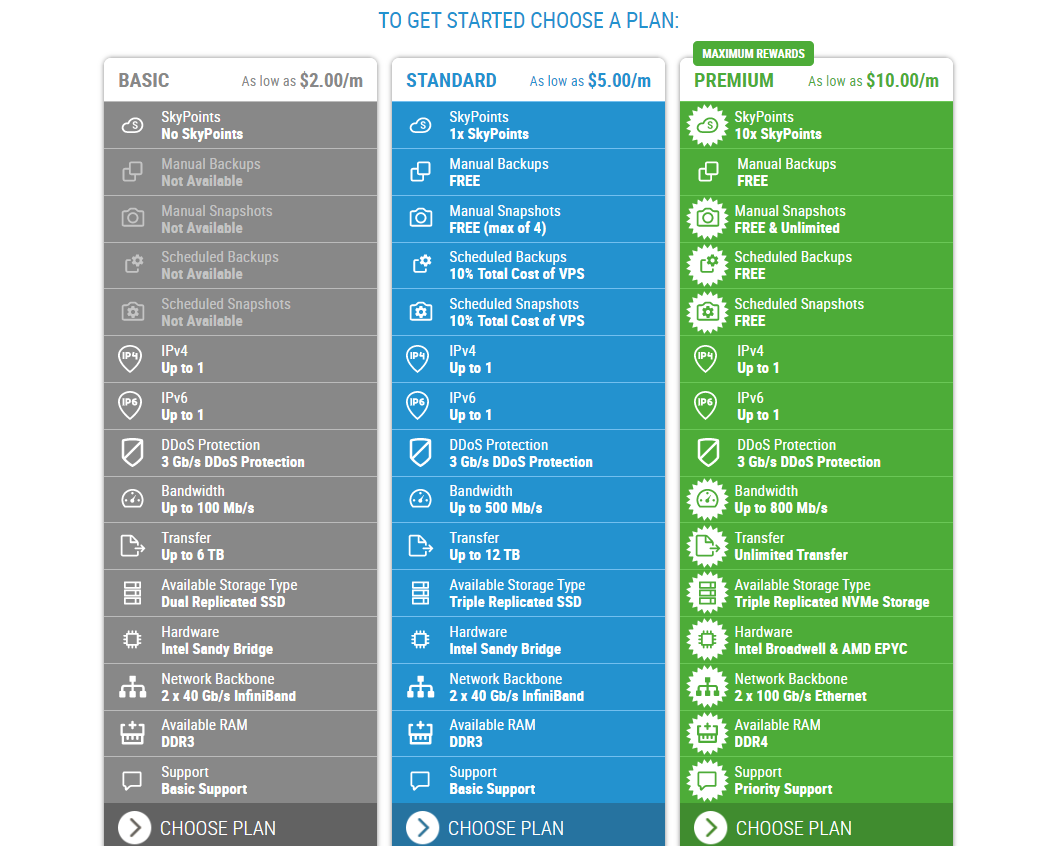 TO GET STARTED CHOOSE A PLAN:
BASIC As low as $2.00/m
SkyPoints
No SkyPoints
Manual Backups
Not Available
Manual Snapshots
Not Available
Scheduled Backups
Not Available
Scheduled Snapshots
Not Available
IP4 IPv4
Up to 1
IP6 IPv6
Up to 1
DDoS Protection
3 Gb/s DDoS Protection
Bandwidth
Up to 100 Mb/s
Transfer
Up to 6 TB
Available Storage Type
Dual Replicated SSD
Hardware
Intel Sandy Bridge
Network Backbone
2 x 40 Gb/s InfiniBand
Available RAM
DDR3
Support
Basic Support
CHOOSE PLAN
STANDARD As low as $5.00/m
SkyPoints
1x SkyPoints
Manual Backups
FREE
Manual Snapshots
FREE (max of 4)
Scheduled Backups
10% Total Cost of VPS
Scheduled Snapshots
10% Total Cost of VPS
IP4 IPv4
Up to 1
IP6 IPv6
Up to 1
DDoS Protection
3 Gb/s DDoS Protection
Bandwidth
Up to 500 Mb/s
Transfer
Up to 12 TB
Available Storage Type
Triple Replicated SSD
Hardware
Intel Sandy Bridge
Network Backbone
2 x 40 Gb/s InfiniBand
Available RAM
DDR3
Support
Basic Support
CHOOSE PLAN
MAXIMUM REWARDS
PREMIUM As low as $10.00/m
SkyPoints
10x SkyPoints
Manual Backups
FREE
Manual Snapshots
FREE & Unlimited
Scheduled Backups
FREE
Scheduled Snapshots
FREE
IP4 IPv4
Up to 1
IP6 IPv6
Up to 1
DDoS Protection
3 Gb/s DDoS Protection
Bandwidth
Up to 800 Mb/s
Transfer
Unlimited Transfer
Available Storage Type
Triple Replicated NVMe Storage
Hardware
Intel Broadwell & AMD EPYC
Network Backbone
2 x 100 Gb/s Ethernet
Available RAM
DDR4
Support
Priority Support
CHOOSE PLAN